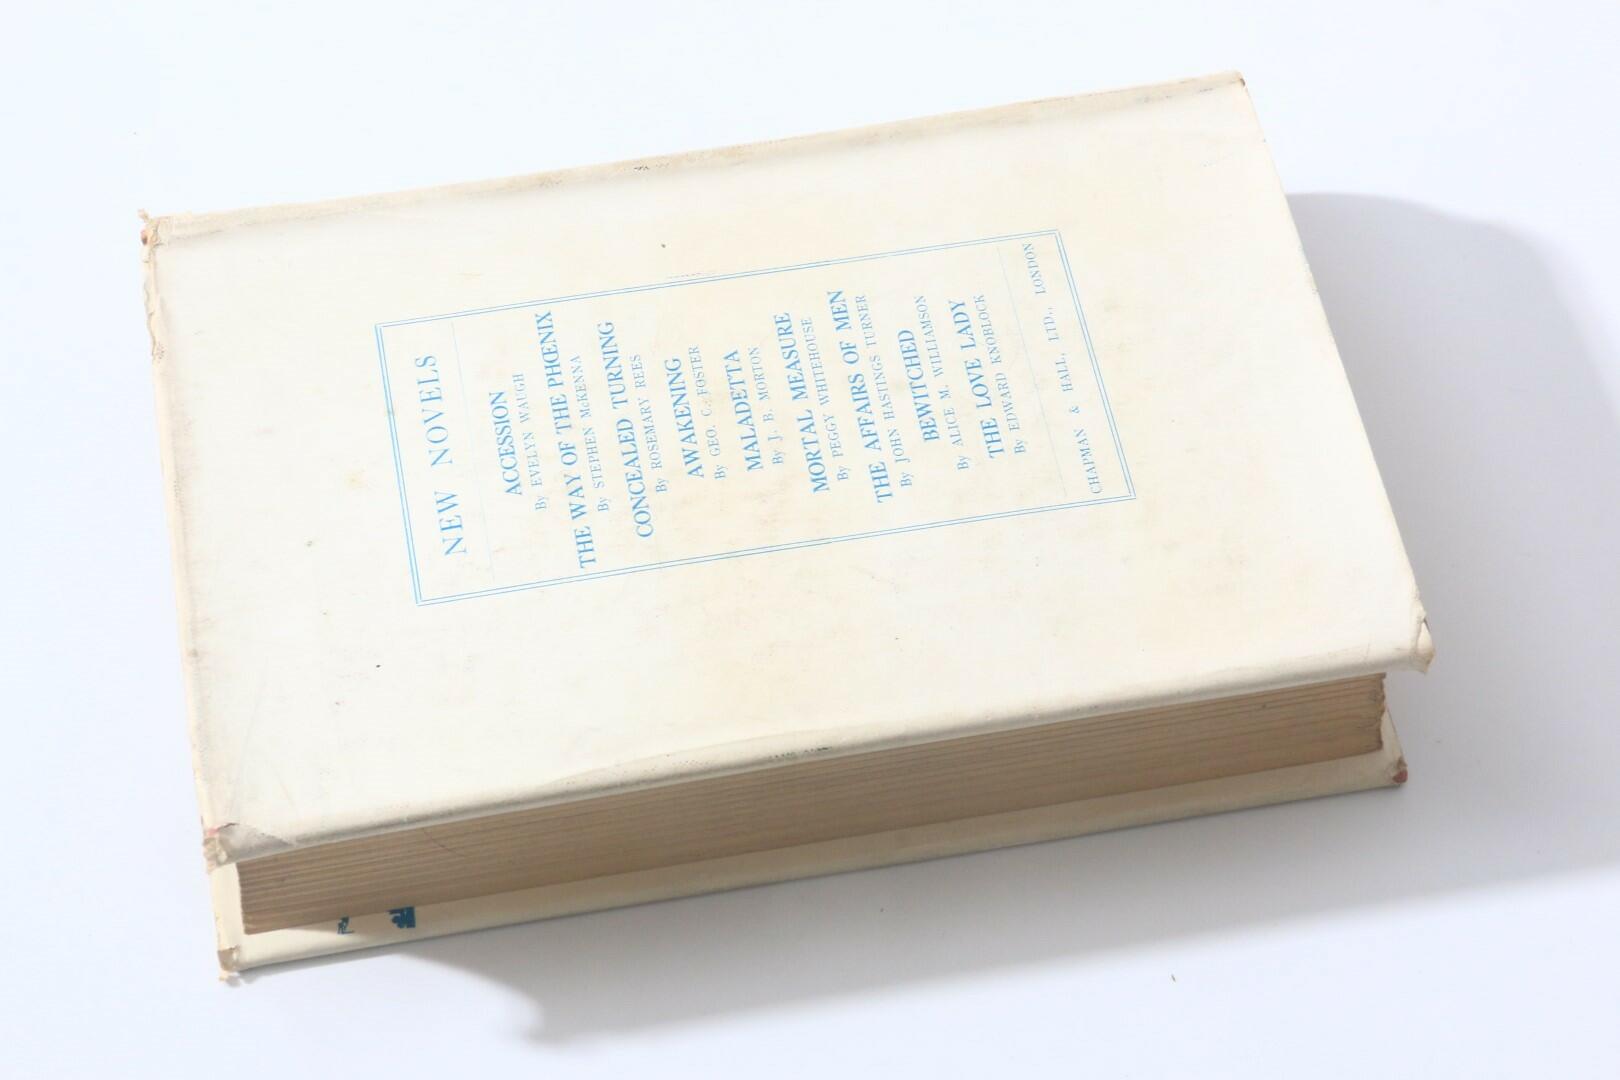 NEW NOVELS
ACCESSION
By EVELYN WAUGH
THE WAY OF THE PHŒNIX
By STEPHEN McKENNA
CONCEALED TURNING
By ROSEMARY REES
AWAKENING
By GEO. C. FOSTER
MALADETTA
By J. B. MORTON
MORTAL MEASURE
By PEGGY WHITEHOUSE
THE AFFAIRS OF MEN
By JOHN HASTINGS TURNER
BEWITCHED
By ALICE M. WILLIAMSON
THE LOVE LADY
By EDWARD KNOBLOCK
CHAPMAN & HALL, LTD., LONDON